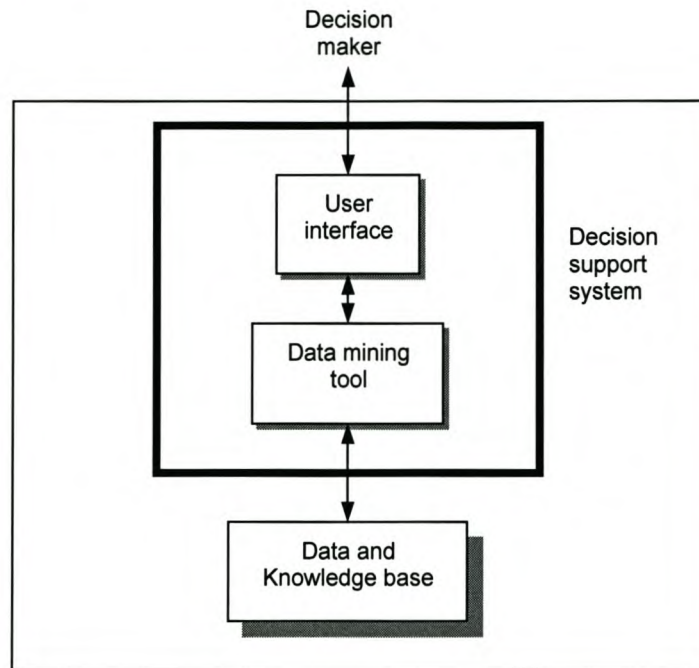 Decision
maker
User
interface
Decision
support
system
Data mining
tool
Data and
Knowledge base